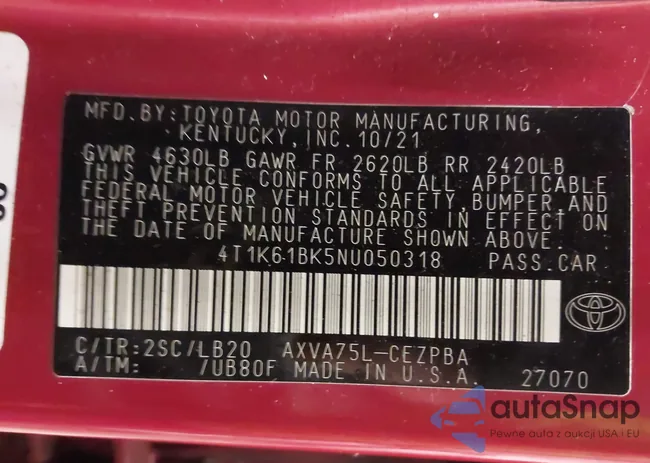 MFD. BY: TOYOTA MOTOR MANUFACTURING,
KENTUCKY, INC. 10/21
GVWR 4630LB GAWR FR 2620LB RR 2420LB
THIS VEHICLE CONFORMS TO ALL APPLICABLE
FEDERAL MOTOR VEHICLE SAFETY, BUMPER, AND
THEFT PREVENTION STANDARDS IN EFFECT ON
THE DATE OF MANUFACTURE SHOWN ABOVE.
4T1K61BK5NU050318 PASS. CAR
C/TR: 2SC/LB20 AXVA75L-CEZPBA
A/TM: /UB80F MADE IN U.S.A. 27070
autaSnap
Pewne auta z aukcji USA i EU